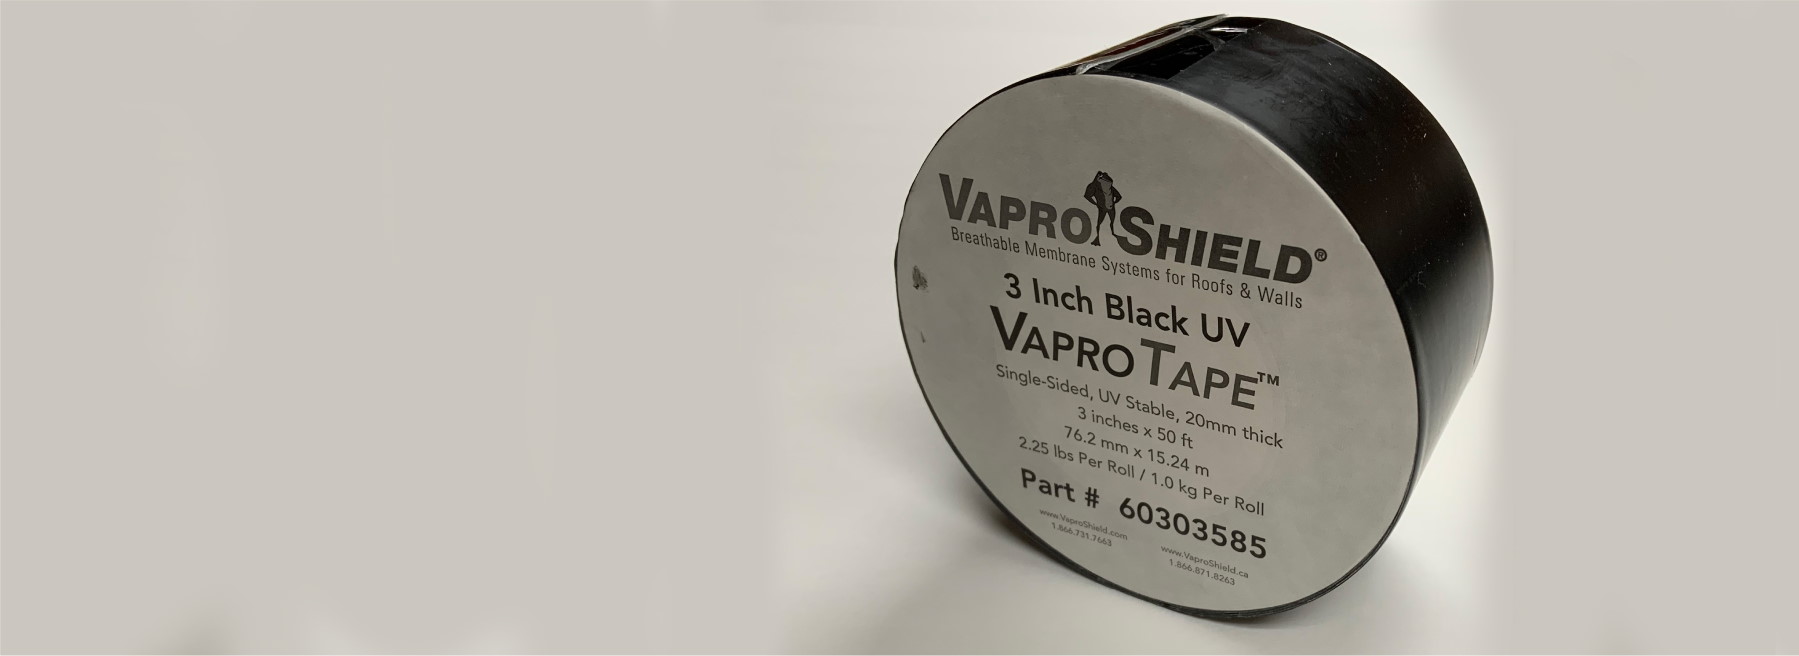 VAPROSHIELD®
Breathable Membrane Systems for Roofs & Walls
3 Inch Black UV
VAPROTAPE™
Single-Sided, UV Stable, 20mm thick
3 inches x 50 ft
76.2 mm x 15.24 m
2.25 lbs Per Roll / 1.0 kg Per Roll
Part # 60303585
www.VaproShield.com
1.866.731.7663
www.VaproShield.ca
1.866.871.8263